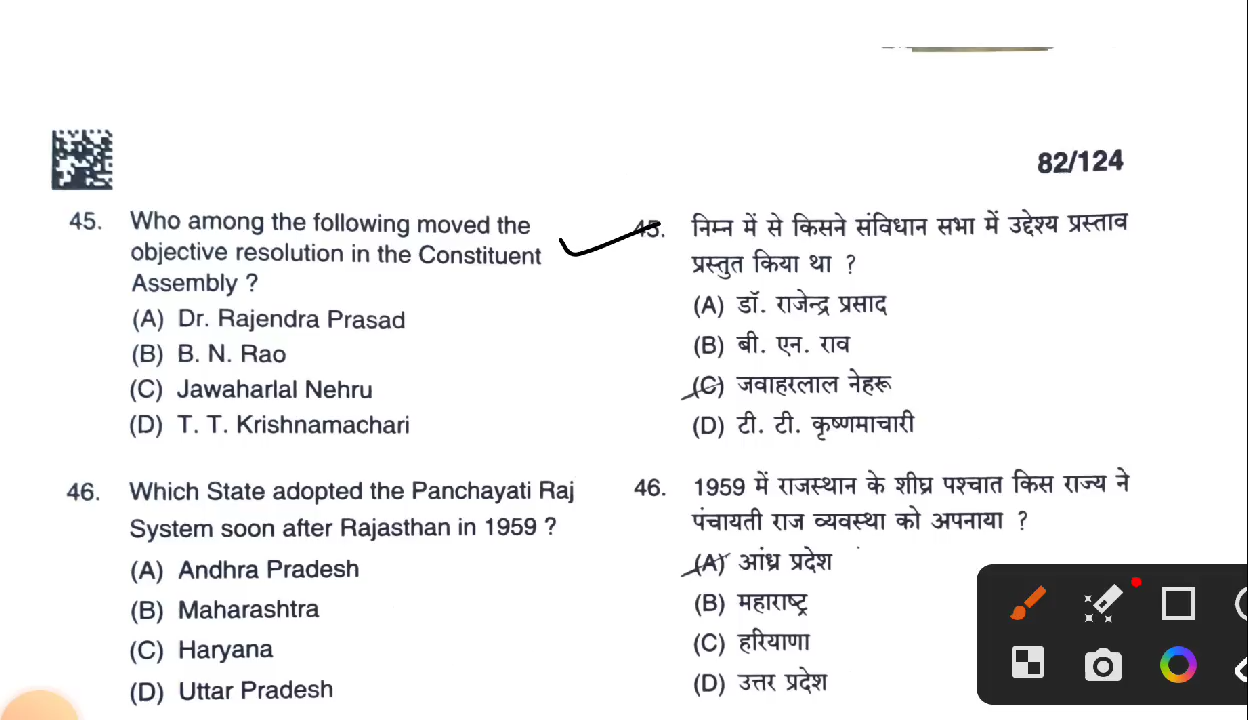 82/124
45. Who among the following moved the
objective resolution in the Constituent
Assembly ?
(A) Dr. Rajendra Prasad
(B) B. N. Rao
(C) Jawaharlal Nehru
(D) T. T. Krishnamachari
46. Which State adopted the Panchayati Raj
System soon after Rajasthan in 1959 ?
(A) Andhra Pradesh
(B) Maharashtra
(C) Haryana
(D) Uttar Pradesh
45. निम्न में से किसने संविधान सभा में उद्देश्य प्रस्ताव
प्रस्तुत किया था ?
(A) डॉ. राजेन्द्र प्रसाद
(B) बी. एन. राव
(C) जवाहरलाल नेहरू
(D) टी. टी. कृष्णमाचारी
46. 1959 में राजस्थान के शीघ्र पश्चात किस राज्य ने
पंचायती राज व्यवस्था को अपनाया ?
(A) आंध्र प्रदेश
(B) महाराष्ट्र
(C) हरियाणा
(D) उत्तर प्रदेश